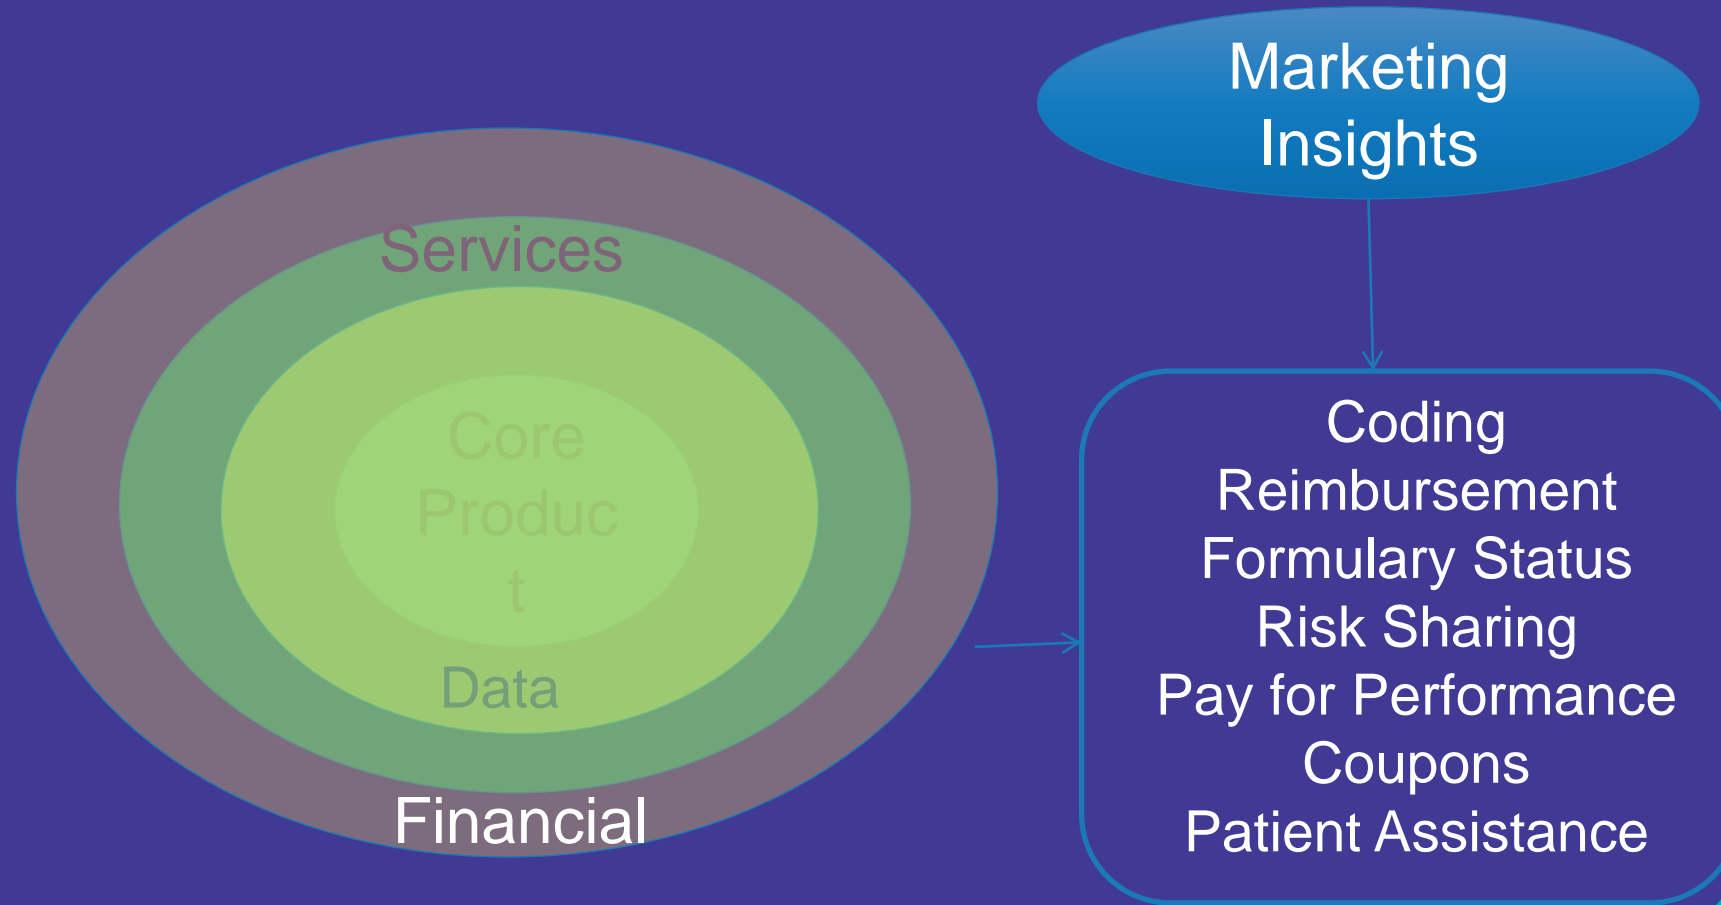 Marketing
Insights
Services
Core
Produc
t
Data
Financial
Coding
Reimbursement
Formulary Status
Risk Sharing
Pay for Performance
Coupons
Patient Assistance